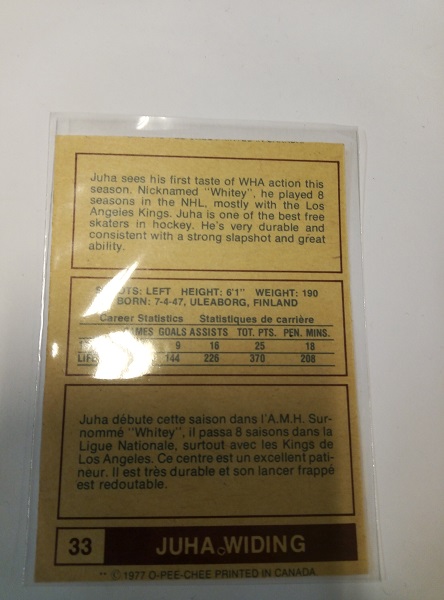 Juha sees his first taste of WHA action this
season. Nicknamed "Whitey", he played 8
seasons in the NHL, mostly with the Los
Angeles Kings. Juha is one of the best free
skaters in hockey. He's very durable and
consistent with a strong slapshot and great
ability.
LEFT HEIGHT: 6'1" WEIGHT: 190
BORN: 7-4-47, ULEABORG, FINLAND
Career Statistics Statistiques de carrière
GAMES GOALS ASSISTS TOT. PTS. PEN. MINS.
9 16 25 18
144 226 370 208
Juha débute cette saison dans l'A.M.H. Sur-
nommé "Whitey", il passa 8 saisons dans la
Ligue Nationale, surtout avec les Kings de
Los Angeles. Ce centre est un excellent pati-
neur. Il est très durable et son lancer frappé
est redoutable.
33 JUHA WIDING
** © 1977 O-PEE-CHEE PRINTED IN CANADA